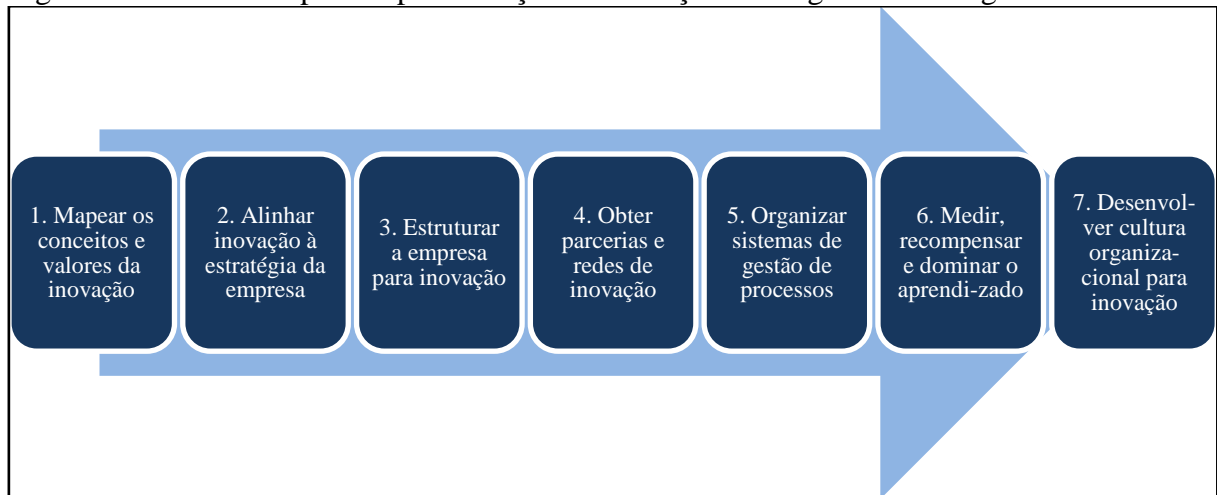 1. Mapear os
conceitos e
valores da
inovação
2. Alinhar
inovação à
estratégia da
empresa
3. Estruturar
a empresa
para inovação
4. Obter
parcerias e
redes de
inovação
5. Organizar
sistemas de
gestão de
processos
6. Medir,
recompensar
e dominar o
aprendi-zado
7. Desenvol-
ver cultura
organiza-
cional para
inovação